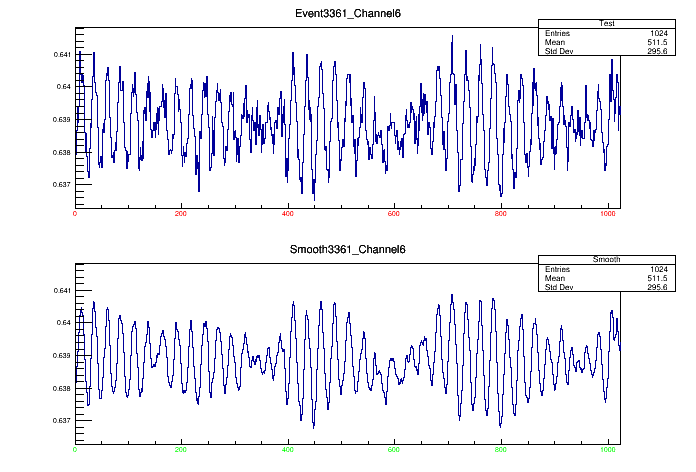 Event3361_Channel6
Test
Entries 1024
Mean 511.5
Std Dev 295.6
0.641
0.64
0.639
0.638
0.637
0 200 400 600 800 1000
Smooth3361_Channel6
Smooth
Entries 1024
Mean 511.5
Std Dev 295.6
0.641
0.64
0.639
0.638
0.637
0 200 400 600 800 1000